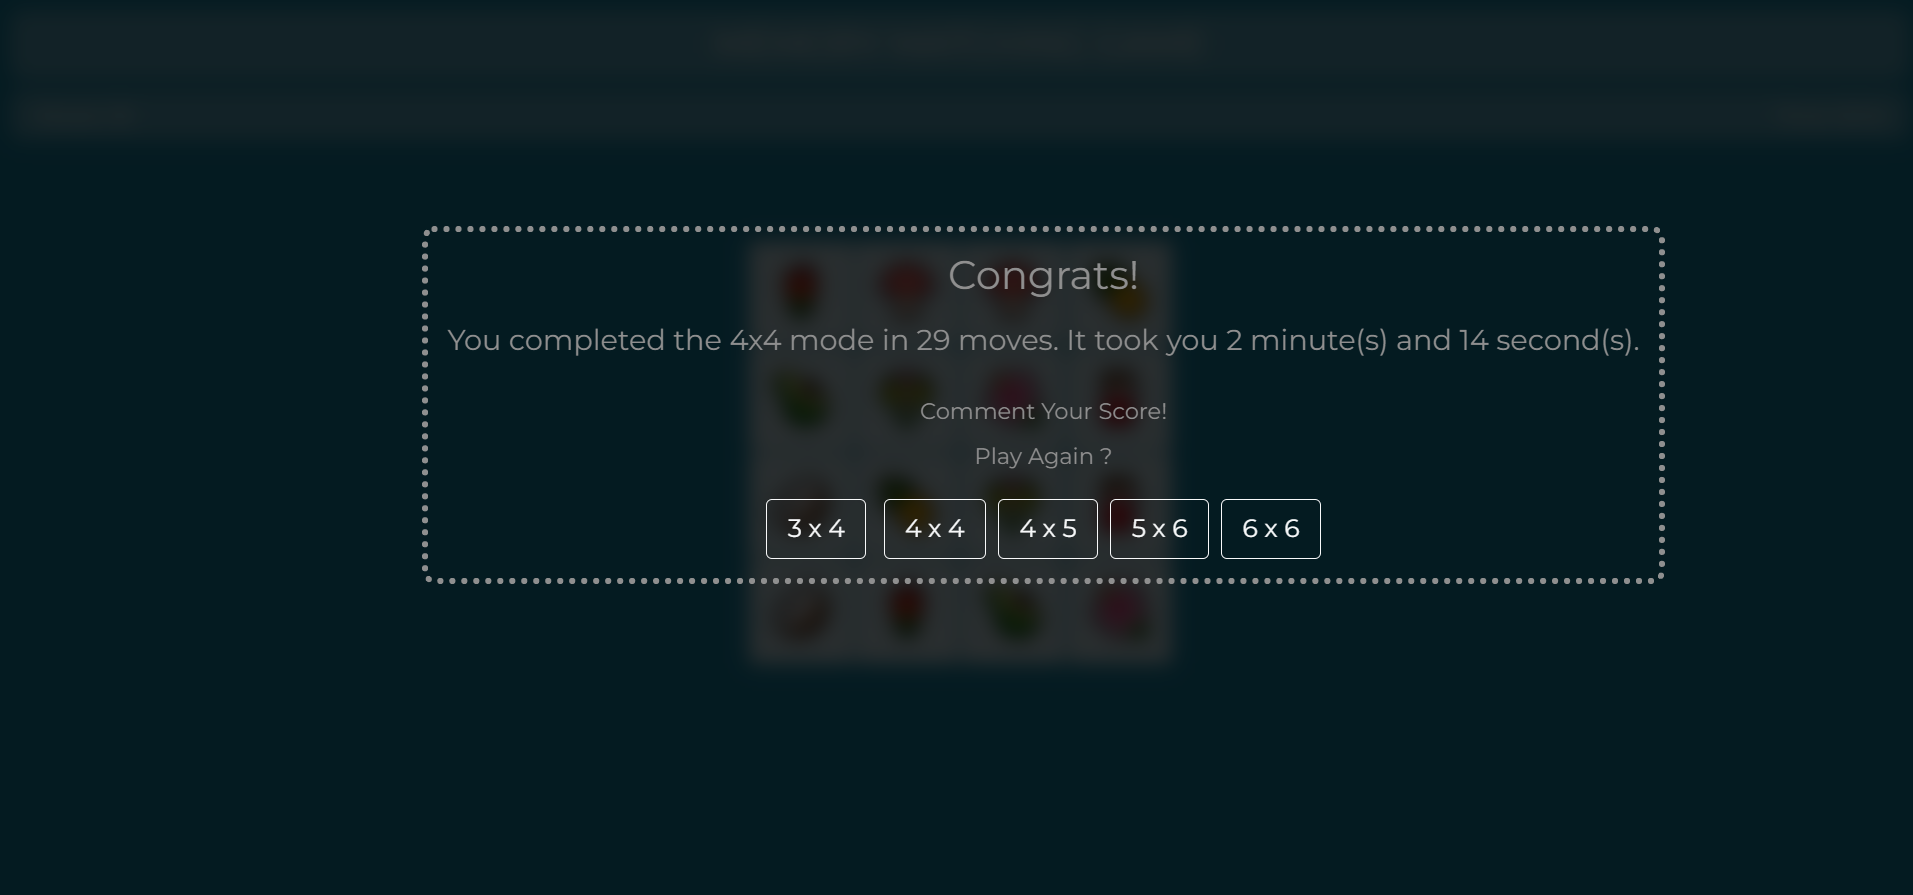 Congrats!
You completed the 4x4 mode in 29 moves. It took you 2 minute(s) and 14 second(s).
Comment Your Score!
Play Again ?
3 x 4 4 x 4 4 x 5 5 x 6 6 x 6